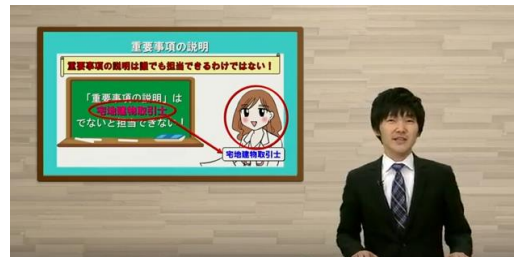 重要事項の説明
重要事項の説明は誰でも担当できるわけではない！
「重要事項の説明」は
宅地建物取引士
でないと担当できない！
宅地建物取引士